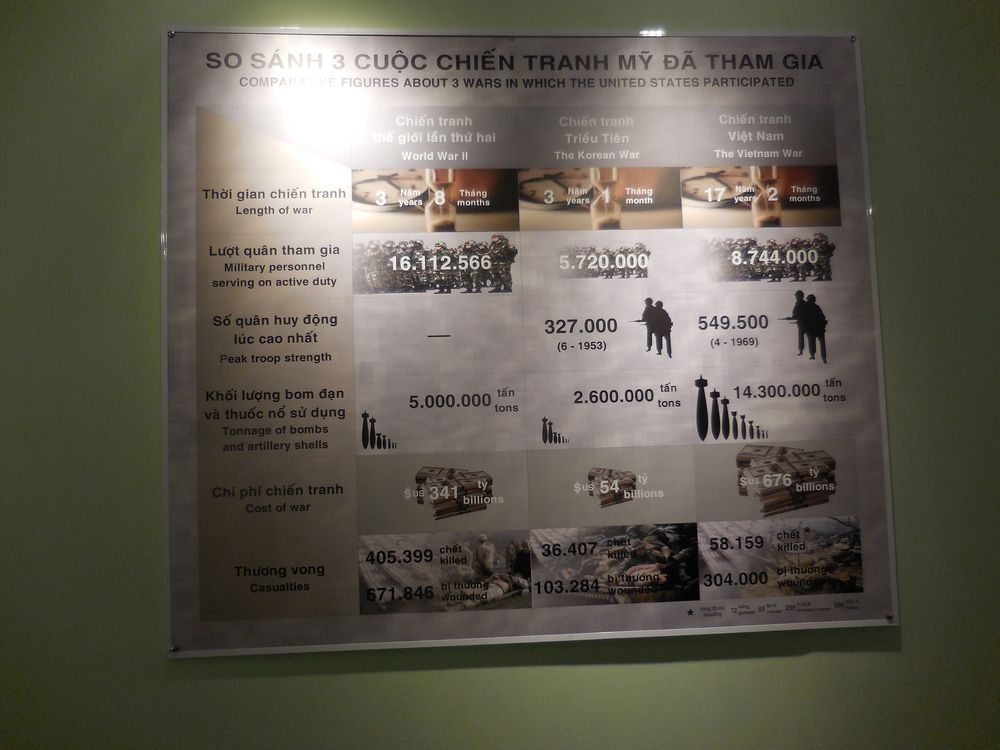 SO SÁNH 3 CUỘC CHIẾN TRANH MỸ ĐÃ THAM GIA
COMPARATIVE FIGURES ABOUT 3 WARS IN WHICH THE UNITED STATES PARTICIPATED
Chiến tranh
thế giới lần thứ hai
World War II
Chiến tranh
Triều Tiên
The Korean War
Chiến tranh
Việt Nam
The Vietnam War
Thời gian chiến tranh
Length of war
3 Năm years 8 Tháng months
3 Năm years 1 Tháng month
17 Năm years 2 Tháng months
Lượt quân tham gia
Military personnel
serving on active duty
16.112.566
5.720.000
8.744.000
Số quân huy động
lúc cao nhất
Peak troop strength
—
327.000
(6 - 1953)
549.500
(4 - 1969)
Khối lượng bom đạn
và thuốc nổ sử dụng
Tonnage of bombs
and artillery shells
5.000.000 tấn tons
2.600.000 tấn tons
14.300.000 tấn tons
Chi phí chiến tranh
Cost of war
$US 341 tỷ billions
$US 54 tỷ billions
$US 676 tỷ billions
Thương vong
Casualties
405.399 chết killed
671.846 bị thương wounded
36.407 chết killed
103.284 bị thương wounded
58.159 chết killed *
304.000 bị thương wounded